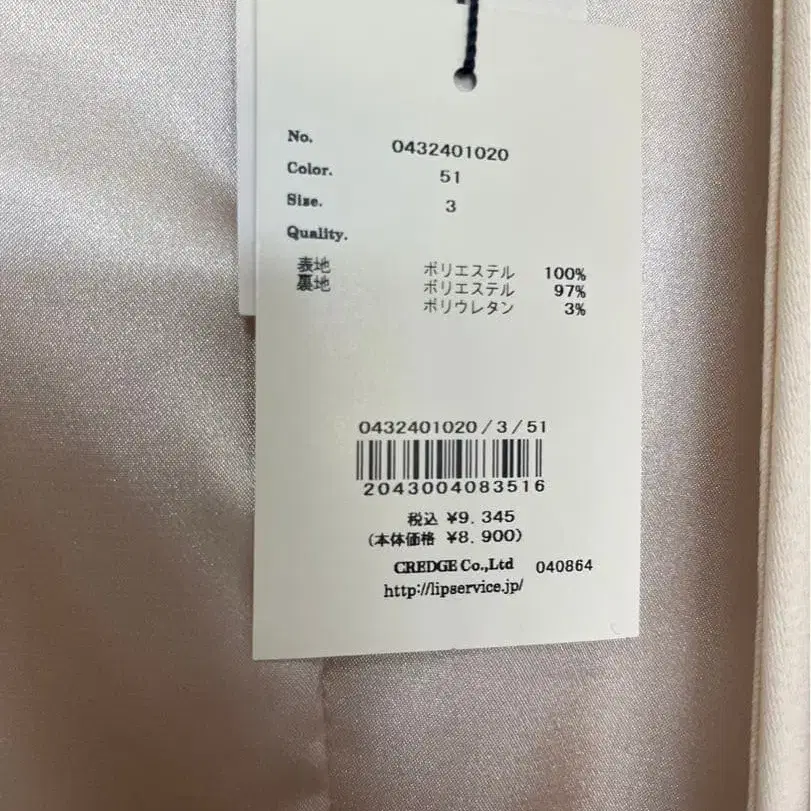 No. 0432401020
Color. 51
Size. 3
Quality.
表地 ポリエステル 100%
裏地 ポリエステル 97%
ポリウレタン 3%
0432401020/3/51
2043004083516
税込 ¥9,345
(本体価格 ¥8,900)
CREDGE Co.,Ltd 040864
http://lipservice.jp/